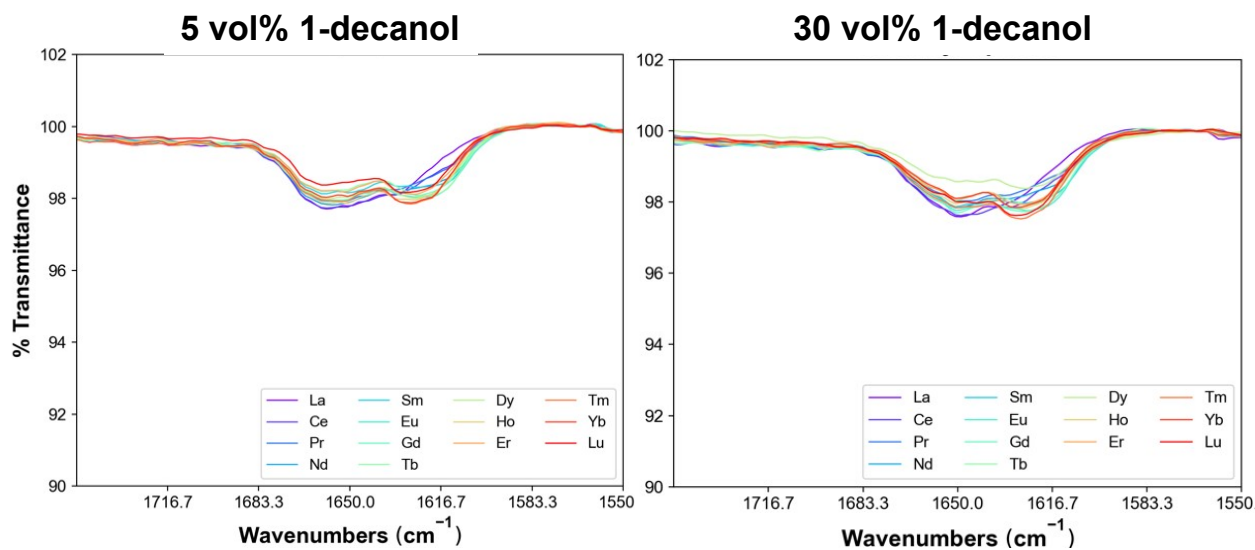 5 vol% 1-decanol
30 vol% 1-decanol
102
100
98
96
94
92
90
% Transmittance
La Sm Dy Tm
Ce Eu Ho Yb
Pr Gd Er Lu
Nd Tb
1716.7 1683.3 1650.0 1616.7 1583.3 1550.0
Wavenumbers (cm⁻¹)
102
100
98
96
94
92
90
La Sm Dy Tm
Ce Eu Ho Yb
Pr Gd Er Lu
Nd Tb
1716.7 1683.3 1650.0 1616.7 1583.3 1550.0
Wavenumbers (cm⁻¹)